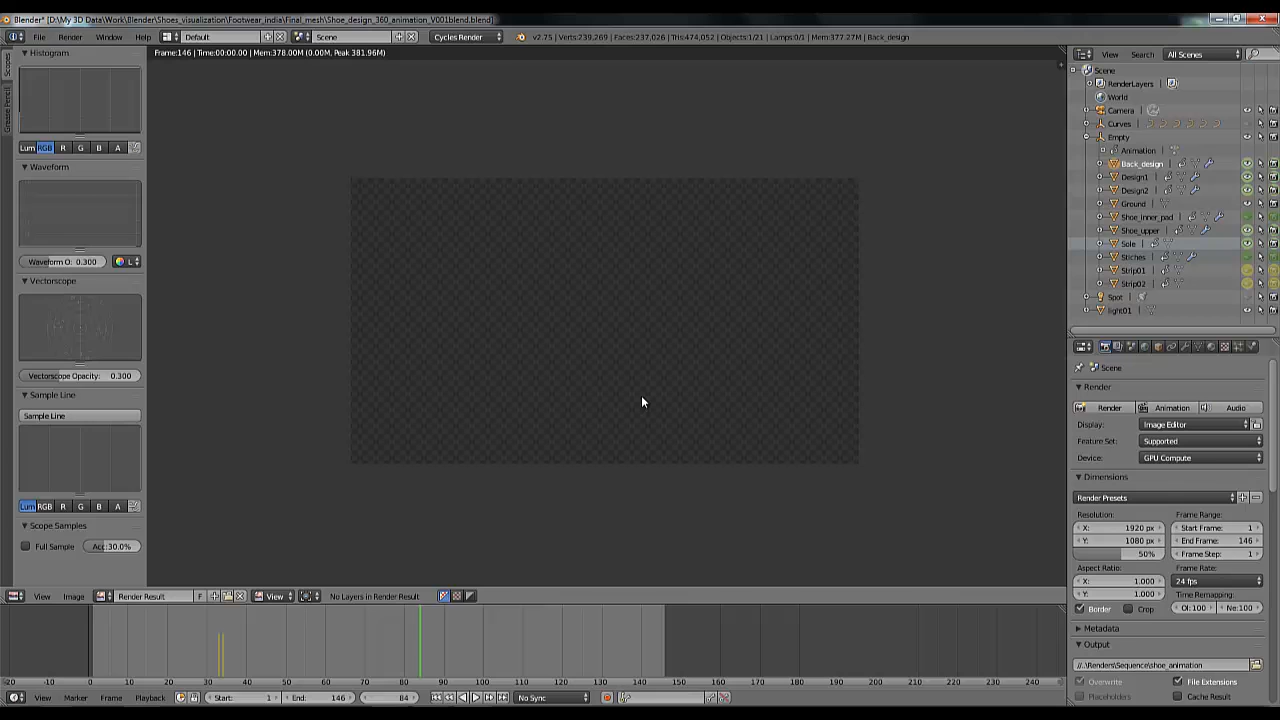 Blender* [D:\My 3D Data\Work\Blender\Shoes_visualization\Footwear_india\Final_mesh\Shoe_design_360_animation_V001blend.blend]
File Render Window Help Default Scene Cycles Render v2.75 | Verts:239,269 | Faces:237,026 | Tris:474,052 | Objects:1/21 | Lamps:0/1 | Mem:377.27M | Back_design
Frame:146 | Time:00:00.00 | Mem:378.00M (0.00M, Peak 381.96M)
Scopes
Grease Pencil
Histogram
Lum RGB R G B A
Waveform
Waveform O: 0.300 L
Vectorscope
Vectorscope Opacity: 0.300
Sample Line
Sample Line
Lum RGB R G B A
Scope Samples
Full Sample Acc:30.0%
View Image Render Result F View No Layers in Render Result
-20 -10 0 10 20 30 40 50 60 70 80 90 100 110 120 130 140 150 160 170 180 190 200 210 220 230 240
View Marker Frame Playback Start: 1 End: 146 84 No Sync
View Search All Scenes
Scene
RenderLayers
World
Camera
Curves
Empty
Animation
Back_design
Design1
Design2
Ground
Shoe_inner_pad
Shoe_upper
Sole
Stiches
Strip01
Strip02
Spot
light01
Scene
Render
Render Animation Audio
Display: Image Editor
Feature Set: Supported
Device: GPU Compute
Dimensions
Render Presets
Resolution: Frame Range:
X: 1920 px Start Frame: 1
Y: 1080 px End Frame: 146
50% Frame Step: 1
Aspect Ratio: Frame Rate:
X: 1.000 24 fps
Y: 1.000 Time Remapping:
Border Crop Ol:100 Ne:100
Metadata
Output
//..\Renders\Sequence\shoe_animation
Overwrite File Extensions
Placeholders Cache Result